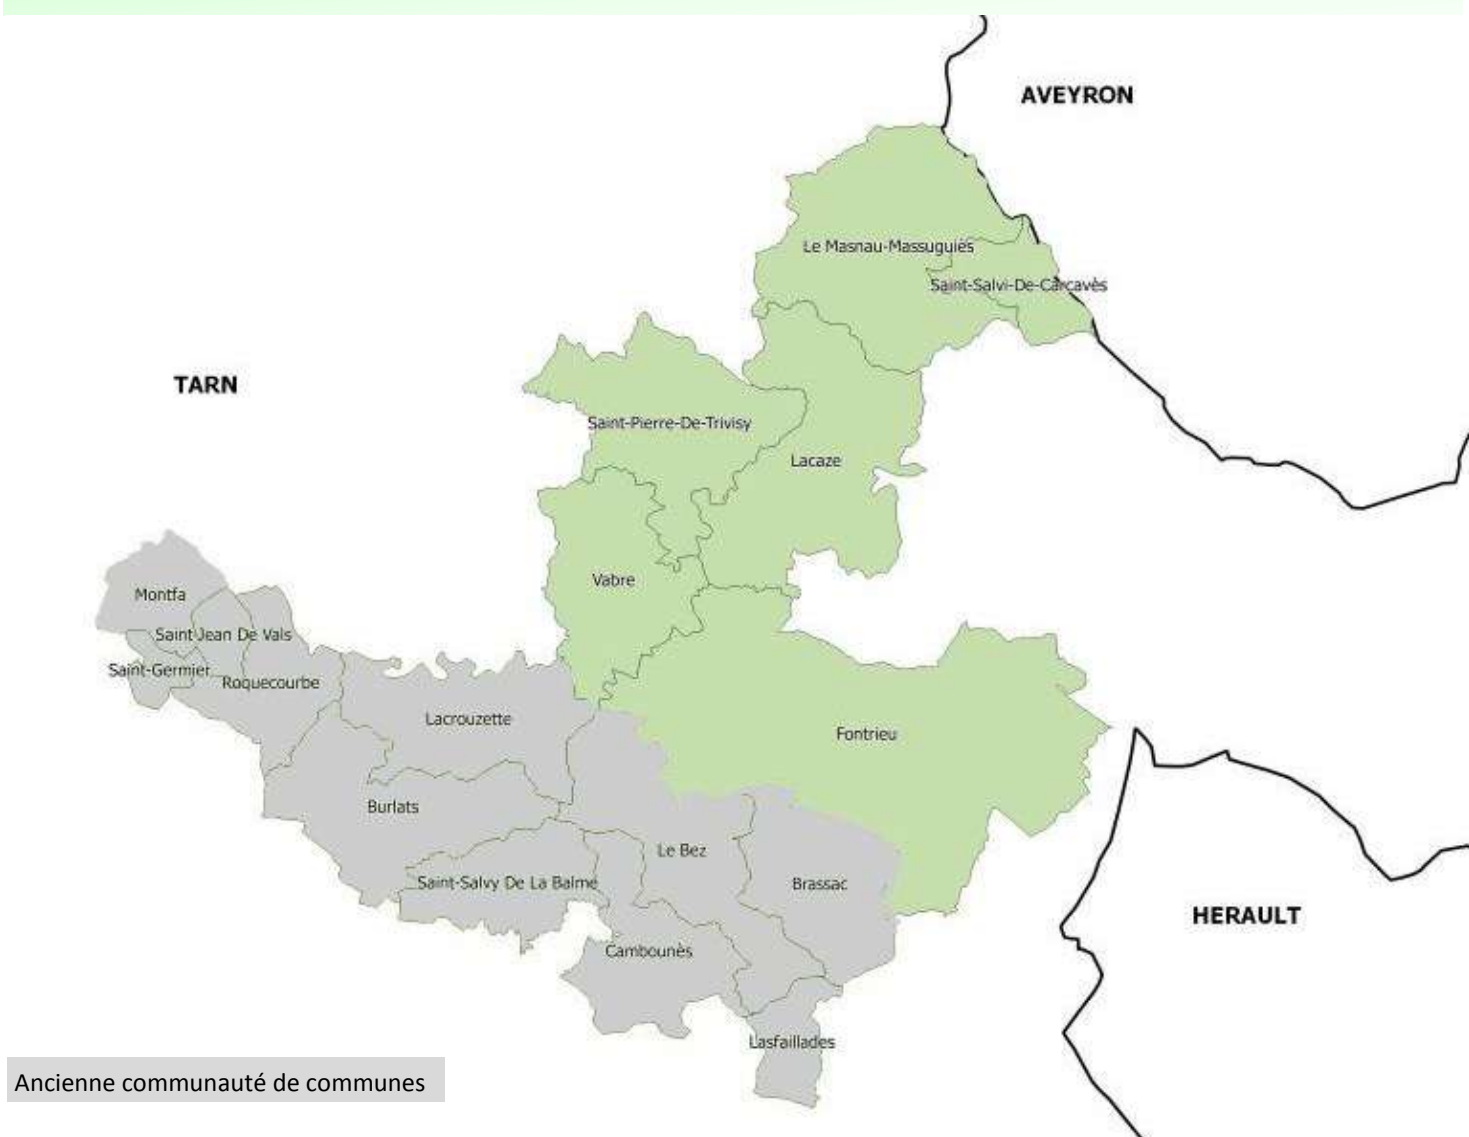 AVEYRON
Le Masnau-Massuguiès
Saint-Salvi-De-Carcavès
TARN
Saint-Pierre-De-Trivisy
Lacaze
Vabre
Montfa
Saint Jean De Vals
Saint-Germier
Roquecourbe
Lacrouzette
Fontrieu
Burlats
Le Bez
Saint-Salvy De La Balme
Brassac
HERAULT
Cambounès
Lasfaillades
Ancienne communauté de communes